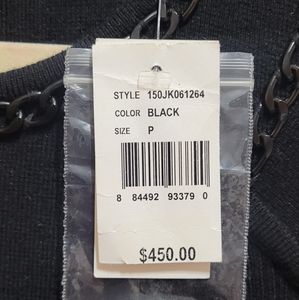 STYLE 150JK061264
COLOR BLACK
SIZE P
8 84492 93379 0
$450.00